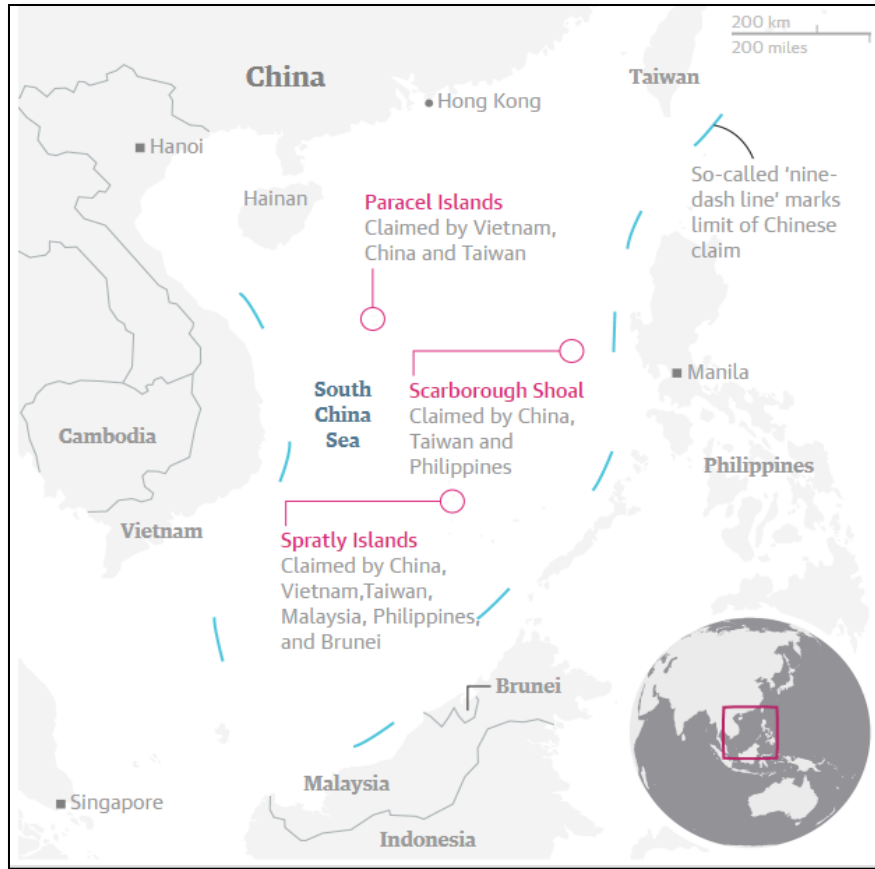 200 km
200 miles
China
Taiwan
Hong Kong
Hanoi
So-called 'nine-
dash line' marks
limit of Chinese
claim
Hainan
Paracel Islands
Claimed by Vietnam,
China and Taiwan
South
China
Sea
Scarborough Shoal
Claimed by China,
Taiwan and
Philippines
Manila
Cambodia
Philippines
Vietnam
Spratly Islands
Claimed by China,
Vietnam,Taiwan,
Malaysia, Philippines,
and Brunei
Brunei
Malaysia
Singapore
Indonesia